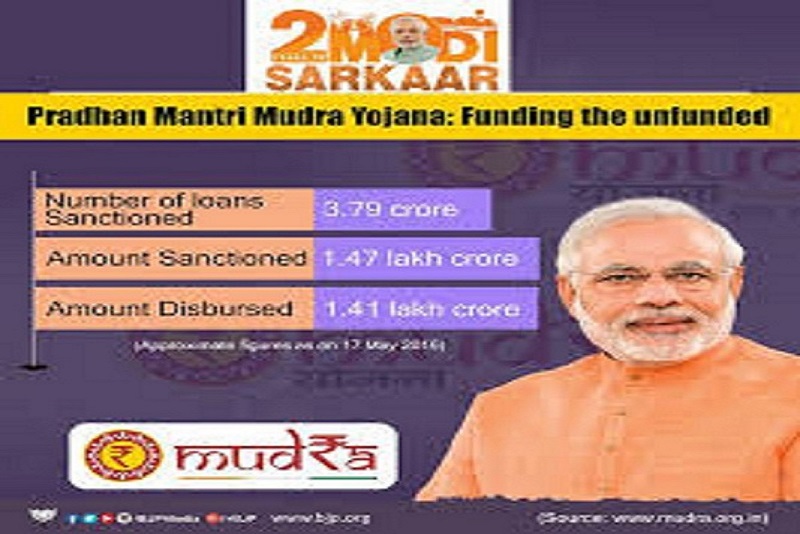 2 MODI
SARKAAR
Pradhan Mantri Mudra Yojana: Funding the unfunded
Number of loans
Sanctioned
3.79 crore
Amount Sanctioned 1.47 lakh crore
Amount Disbursed 1.41 lakh crore
(Approximate figures as on 17 May 2016)
mudra
www.bjp.org
(Source: www.mudra.org.in)